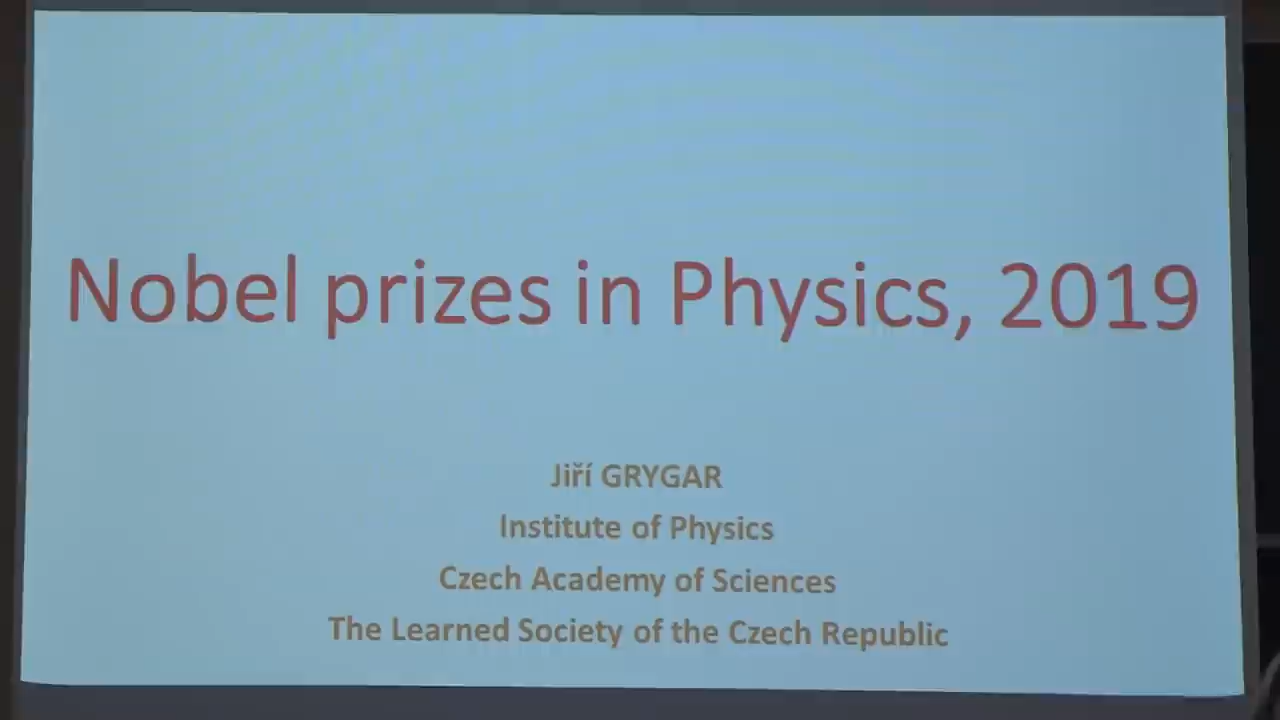 Nobel prizes in Physics, 2019
Jiří GRYGAR
Institute of Physics
Czech Academy of Sciences
The Learned Society of the Czech Republic